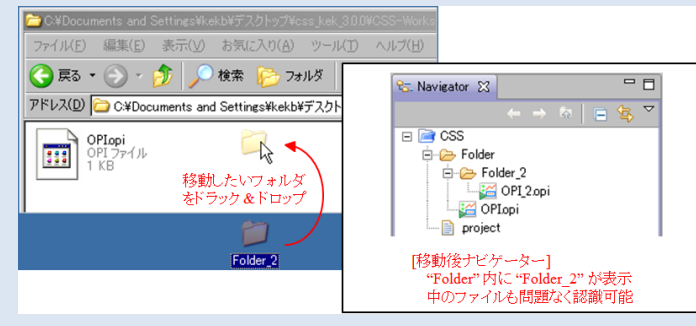 C:¥Documents and Settings¥kekb¥デスクトップ¥css_kek_3.0.0¥CSS-Works
ファイル(F) 編集(E) 表示(V) お気に入り(A) ツール(T) ヘルプ(H)
戻る 検索 フォルダ
アドレス(D) C:¥Documents and Settings¥kekb¥デスクト
OPI.opi
OPI ファイル
1 KB
移動したいフォルダ
をドラック＆ドロップ
Folder_2
Navigator
CSS
Folder
Folder_2
OPI_2.opi
OPI.opi
project
[移動後ナビゲーター]
“Folder” 内に “Folder_2” が表示
中のファイルも問題なく認識可能